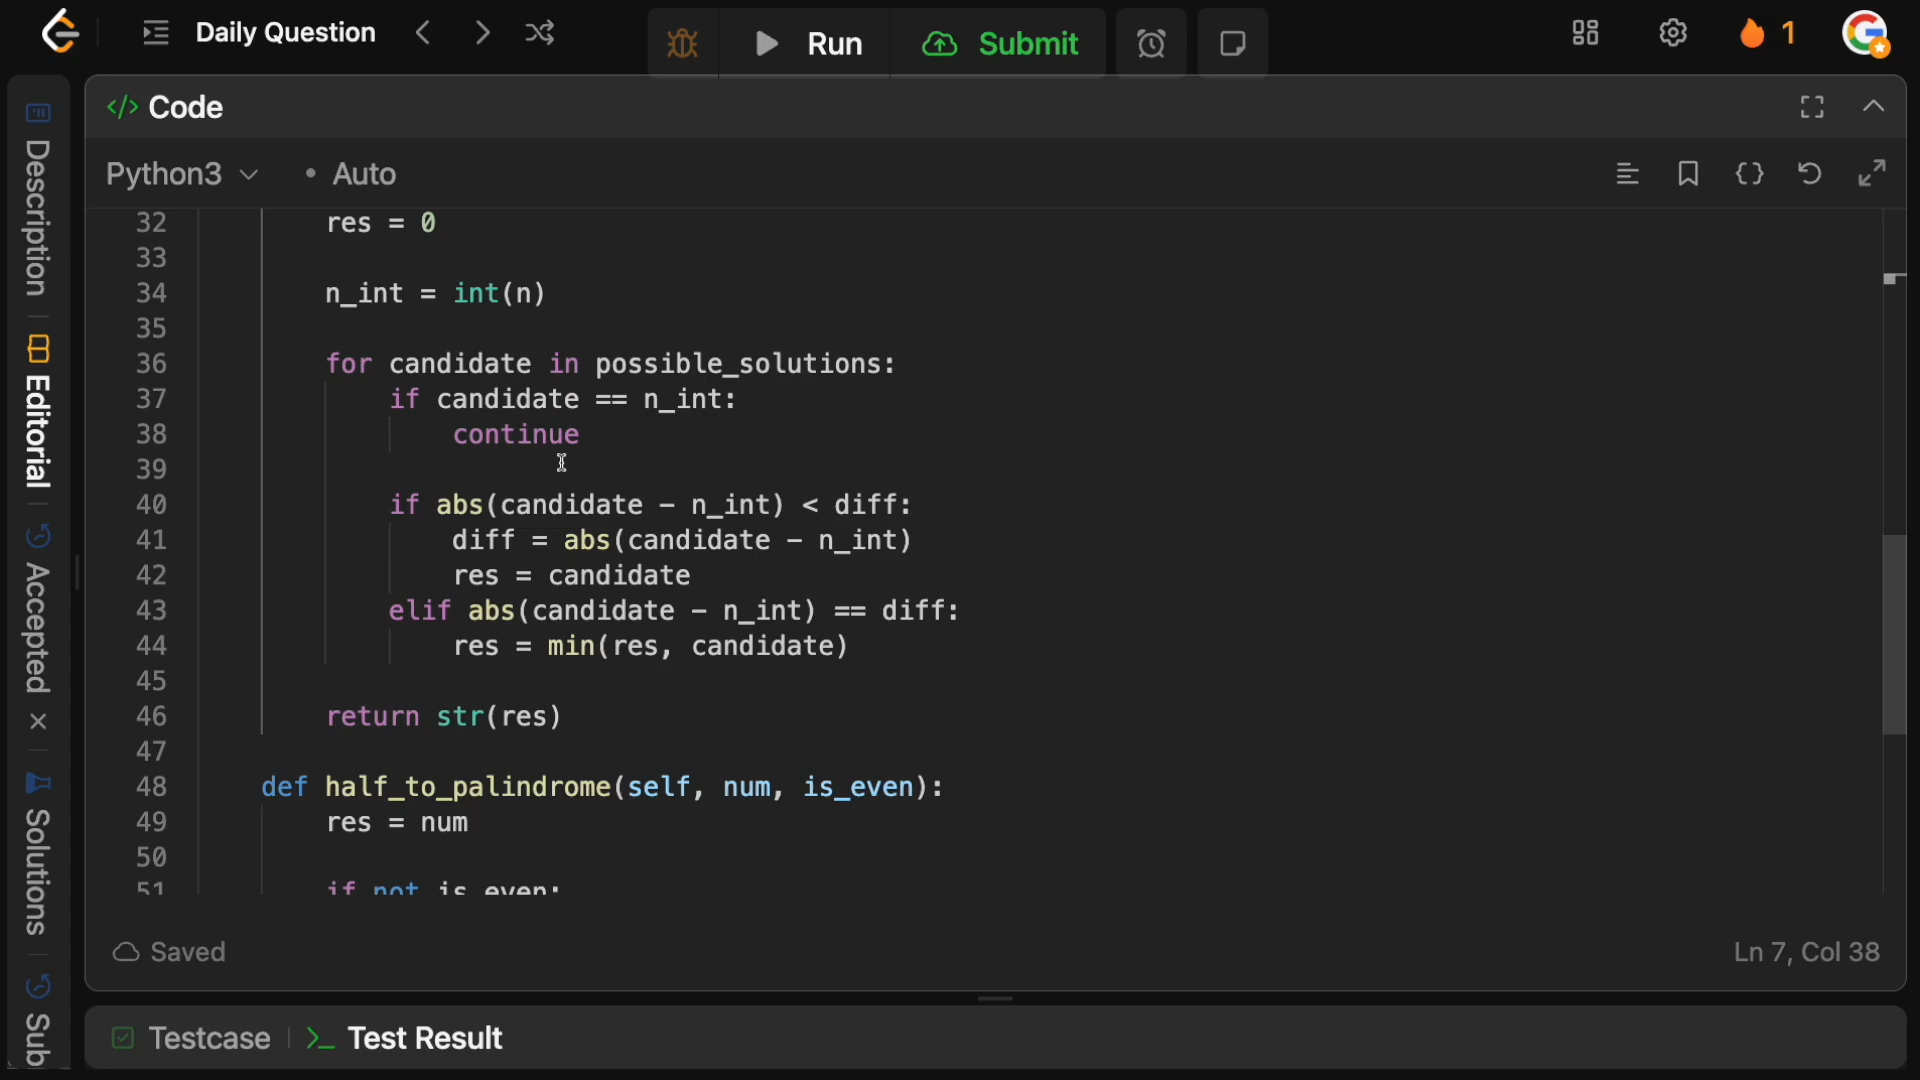 Daily Question
Run
Submit
1
</> Code
Python3
• Auto
32 res = 0
33
34 n_int = int(n)
35
36 for candidate in possible_solutions:
37 if candidate == n_int:
38 continue
39
40 if abs(candidate - n_int) < diff:
41 diff = abs(candidate - n_int)
42 res = candidate
43 elif abs(candidate - n_int) == diff:
44 res = min(res, candidate)
45
46 return str(res)
47
48 def half_to_palindrome(self, num, is_even):
49 res = num
50
51 if not is_even:
Saved
Ln 7, Col 38
Testcase
Test Result
Description
Editorial
Accepted
Solutions
Sub